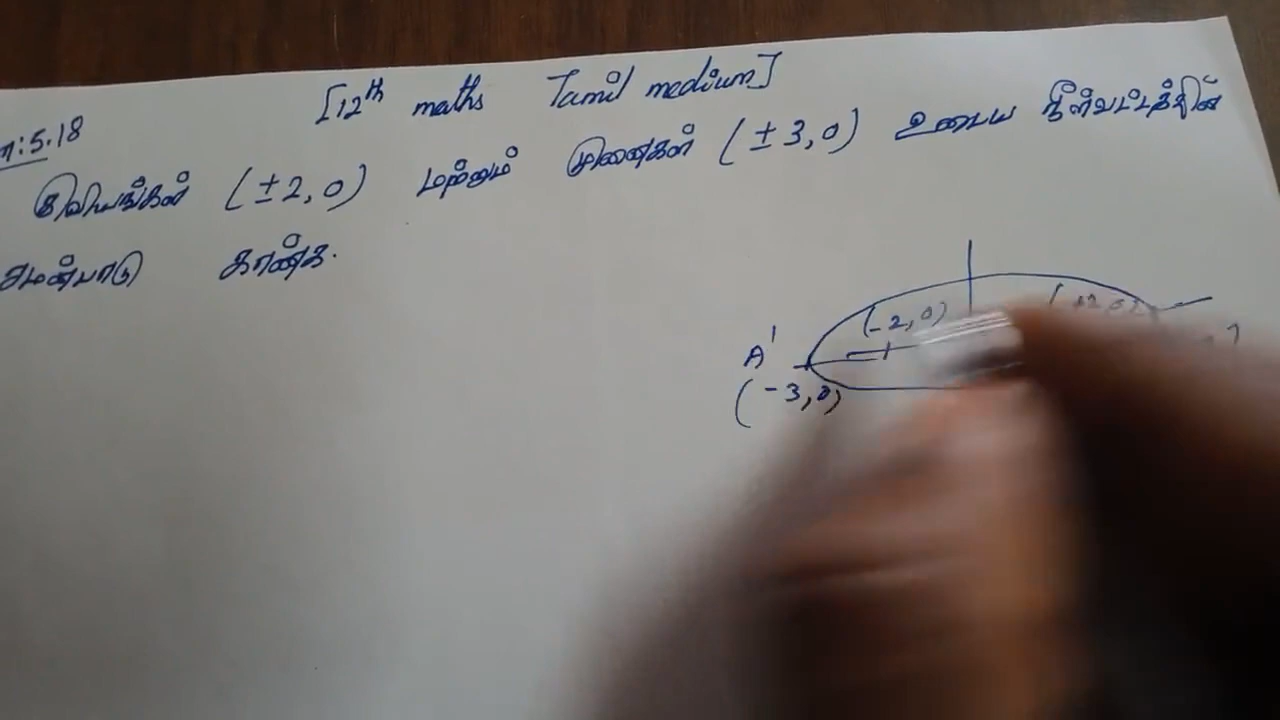 [12th maths Tamil medium]
: 5.18
குவியங்கள் (±2, 0) மற்றும் முனைகள் (±3, 0) உடைய நீள்வட்டத்தின்
சமன்பாடு காண்க.
(-2, 0)
A'
(-3, 0)